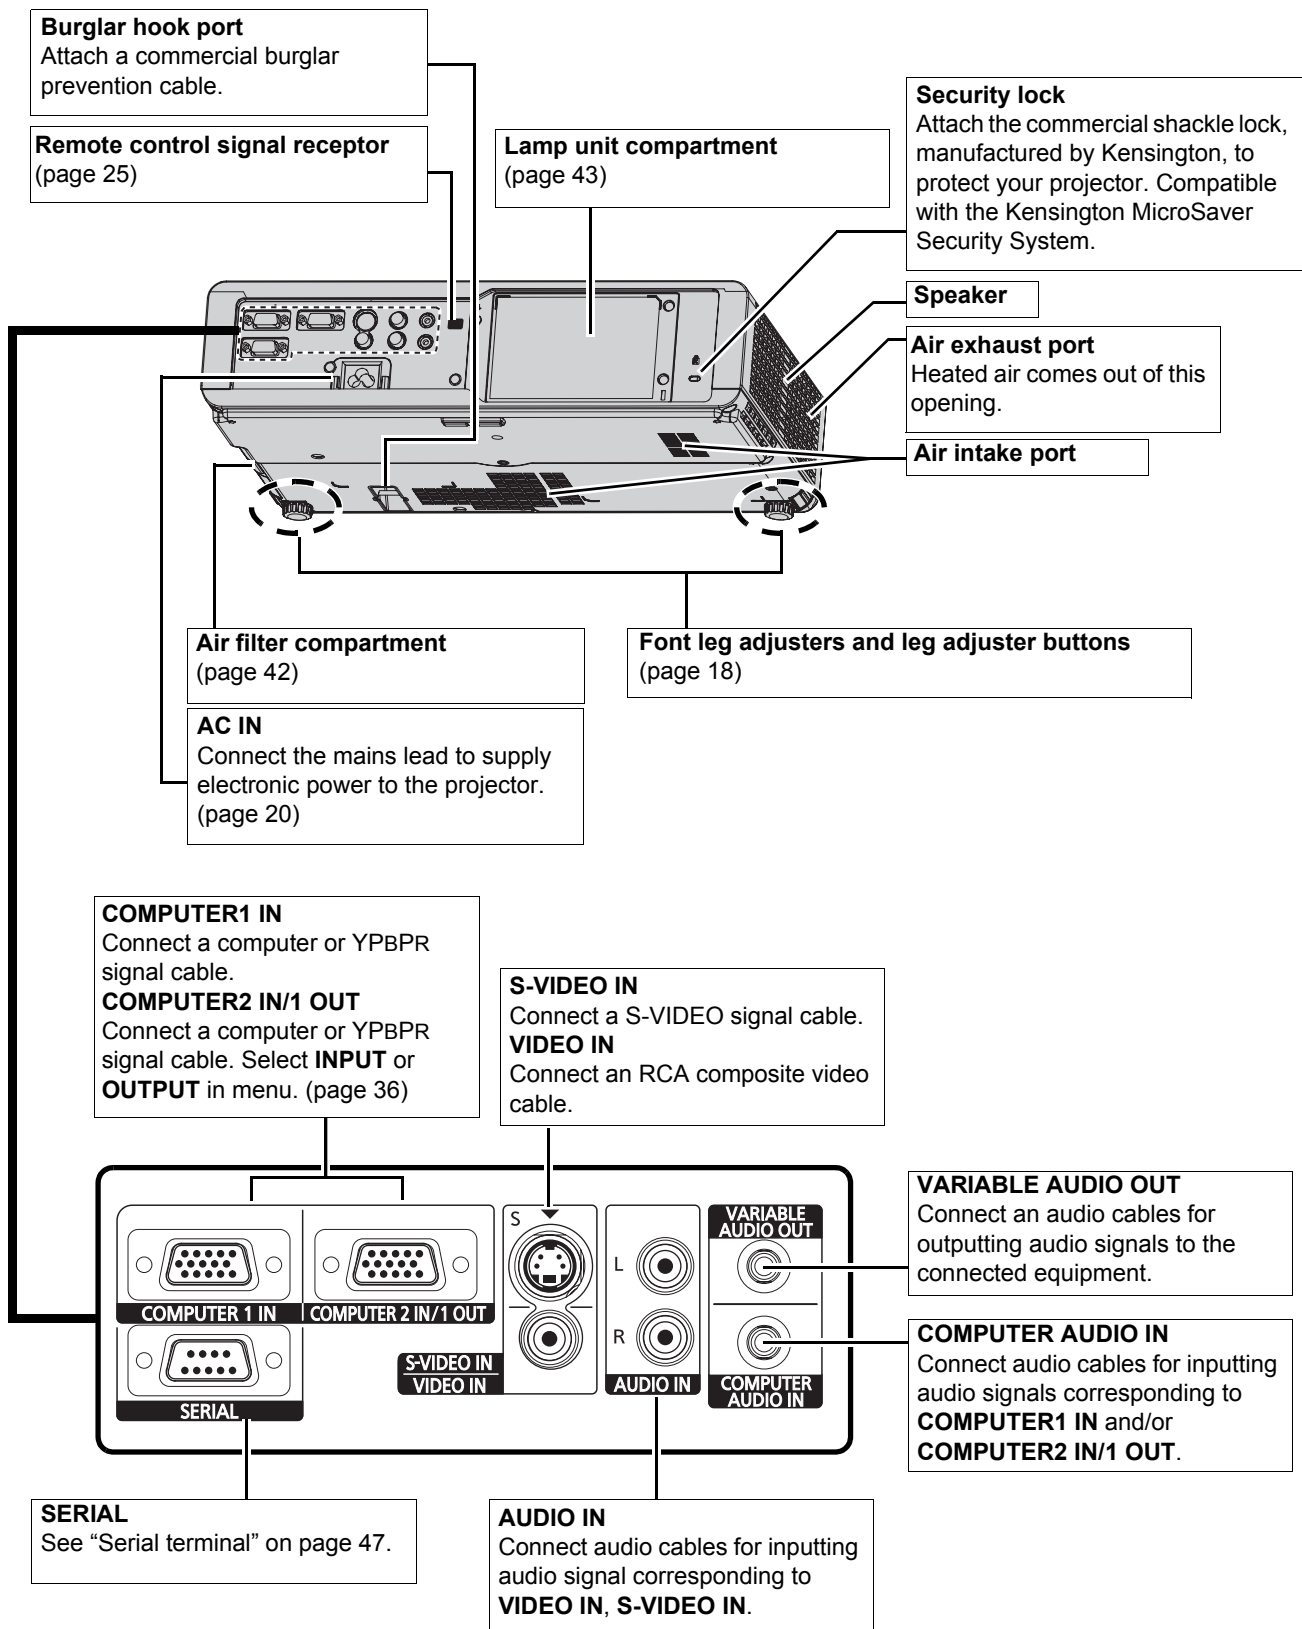 Burglar hook port
Attach a commercial burglar
prevention cable.
Remote control signal receptor
(page 25)
Lamp unit compartment
(page 43)
Security lock
Attach the commercial shackle lock,
manufactured by Kensington, to
protect your projector. Compatible
with the Kensington MicroSaver
Security System.
Speaker
Air exhaust port
Heated air comes out of this
opening.
Air intake port
Air filter compartment
(page 42)
Font leg adjusters and leg adjuster buttons
(page 18)
AC IN
Connect the mains lead to supply
electronic power to the projector.
(page 20)
COMPUTER1 IN
Connect a computer or YPBPR
signal cable.
COMPUTER2 IN/1 OUT
Connect a computer or YPBPR
signal cable. Select INPUT or
OUTPUT in menu. (page 36)
S-VIDEO IN
Connect a S-VIDEO signal cable.
VIDEO IN
Connect an RCA composite video
cable.
VARIABLE AUDIO OUT
Connect an audio cables for
outputting audio signals to the
connected equipment.
COMPUTER AUDIO IN
Connect audio cables for inputting
audio signals corresponding to
COMPUTER1 IN and/or
COMPUTER2 IN/1 OUT.
COMPUTER 1 IN
COMPUTER 2 IN/1 OUT
SERIAL
S
S-VIDEO IN
VIDEO IN
L
R
AUDIO IN
VARIABLE
AUDIO OUT
COMPUTER
AUDIO IN
SERIAL
See “Serial terminal” on page 47.
AUDIO IN
Connect audio cables for inputting
audio signal corresponding to
VIDEO IN, S-VIDEO IN.